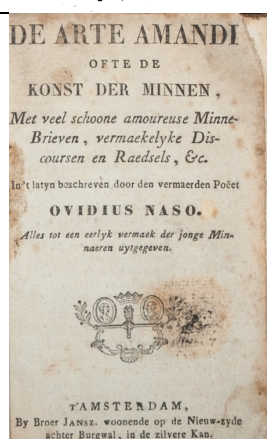 DE ARTE AMANDI
OFTE DE
KONST DER MINNEN,
Met veel schoone amoureuse Minne-
Brieven, vermaekelyke Dis-
coursen en Raedsels, &c.
In't latyn beschreven door den vermaerden Poëet
OVIDIUS NASO.
Alles tot een eerlyk vermaek der jonge Min-
naeren uytgegeven.
T'AMSTERDAM,
By Broer JANSZ. woonende op de Nieuw-zyde
achter Burgwal, in de zilvere Kan.